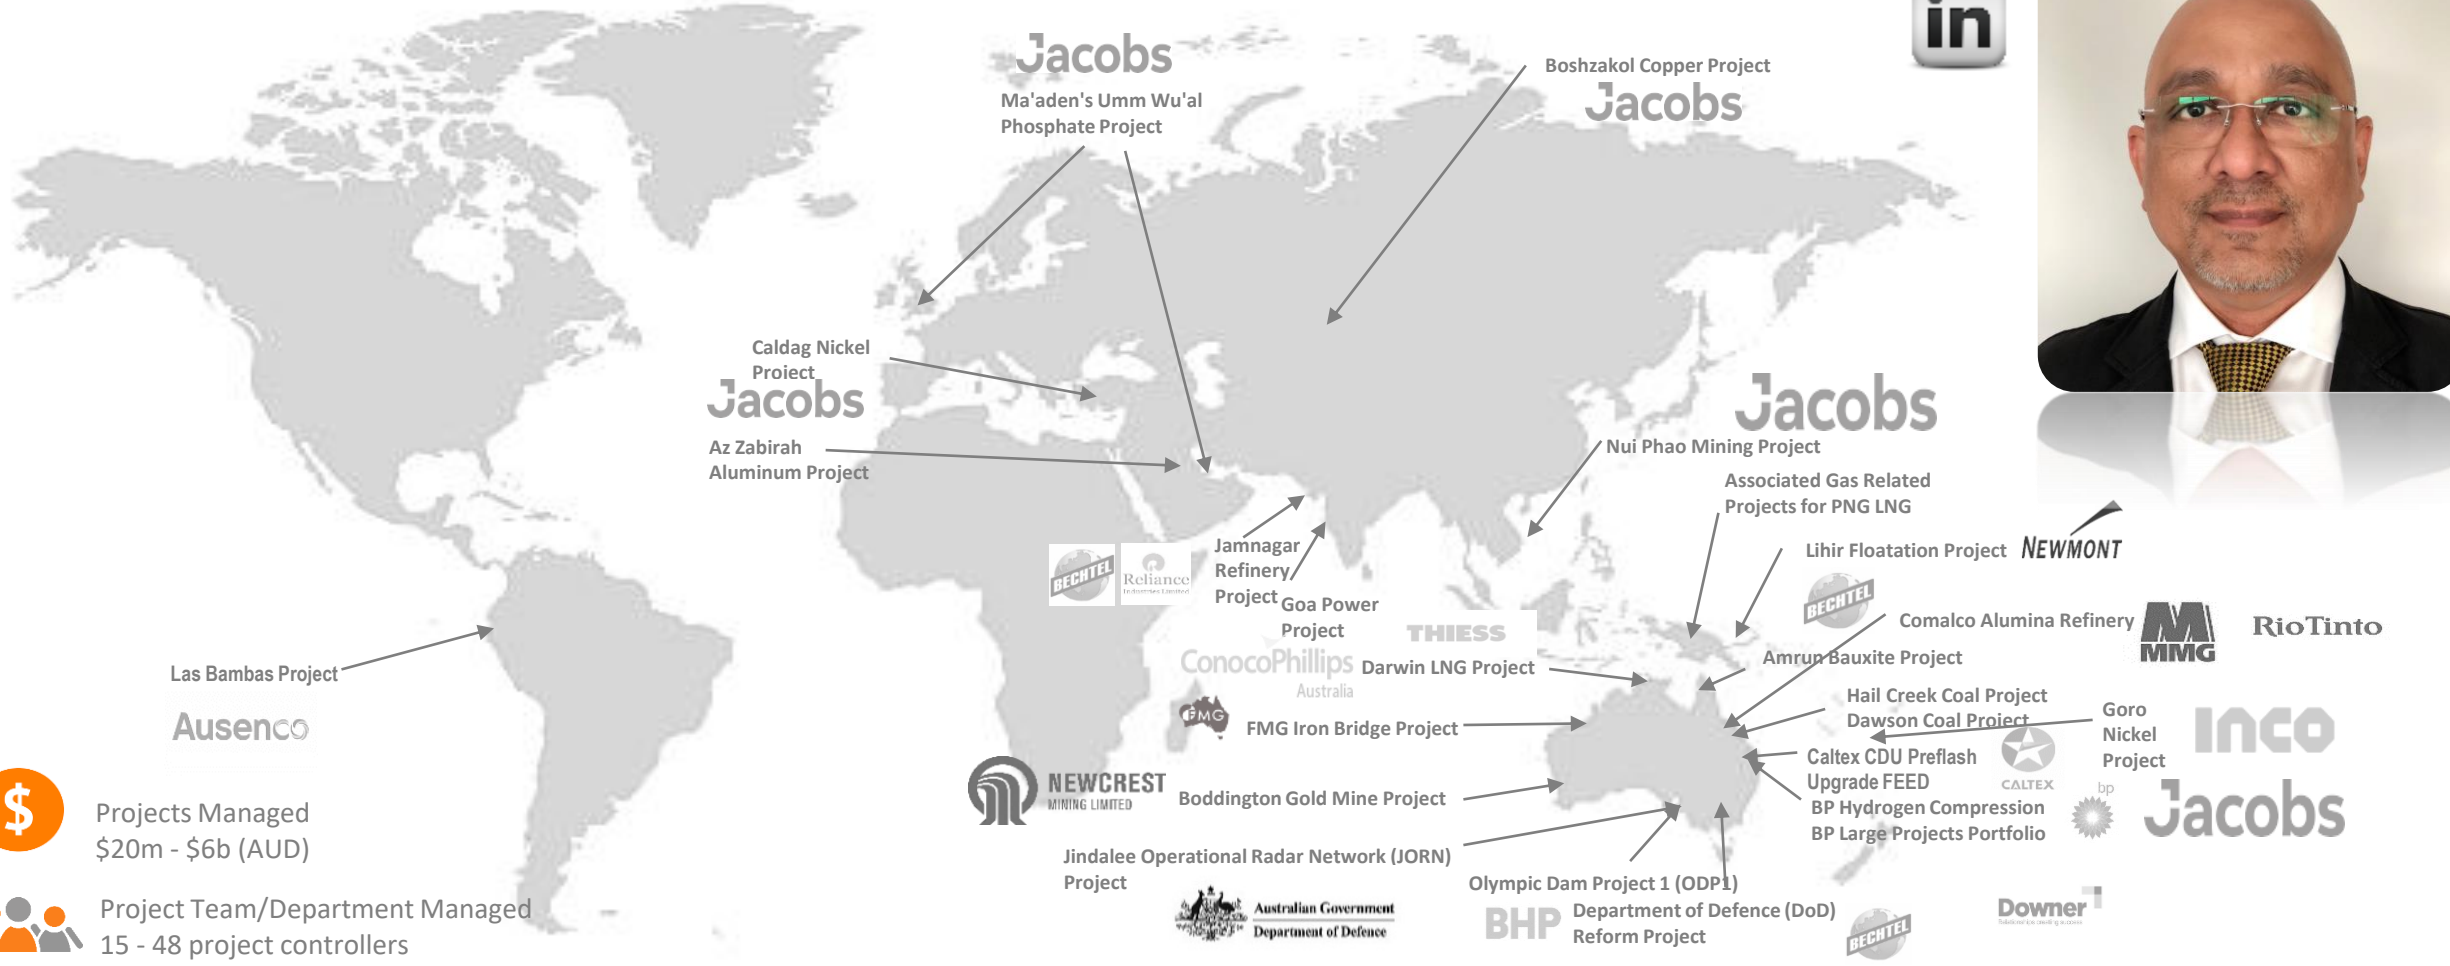 in
Jacobs
Ma'aden's Umm Wu'al
Phosphate Project
Boshzakol Copper Project
Jacobs
Caldag Nickel
Project
Jacobs
Az Zabirah
Aluminum Project
Jacobs
Nui Phao Mining Project
Associated Gas Related
Projects for PNG LNG
Lihir Floatation Project
NEWMONT
BECHTEL
Reliance
Industries Limited
Jamnagar
Refinery
Project
Goa Power
Project
THIESS
BECHTEL
Comalco Alumina Refinery
MMG
RioTinto
ConocoPhillips
Australia
Darwin LNG Project
Amrun Bauxite Project
Las Bambas Project
Ausenco
FMG
FMG Iron Bridge Project
Hail Creek Coal Project
Dawson Coal Project
Goro
Nickel
Project
INCO
Caltex CDU Preflash
Upgrade FEED
CALTEX
NEWCREST
MINING LIMITED
Boddington Gold Mine Project
BP Hydrogen Compression
BP Large Projects Portfolio
bp
Jacobs
$
Projects Managed
$20m - $6b (AUD)
Jindalee Operational Radar Network (JORN)
Project
Olympic Dam Project 1 (ODP1)
Australian Government
Department of Defence
BHP
Department of Defence (DoD)
Reform Project
BECHTEL
Downer
Project Team/Department Managed
15 - 48 project controllers